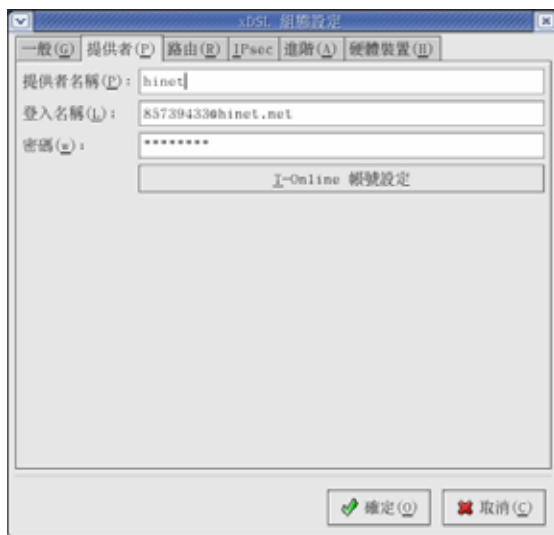 xDSL 組態設定
一般(G) 提供者(P) 路由(R) IPsec 進階(A) 硬體裝置(H)
提供者名稱(P): hinet
登入名稱(L): 85739433@hinet.net
密碼(w): ********
T-Online 帳號設定
確定(O) 取消(C)